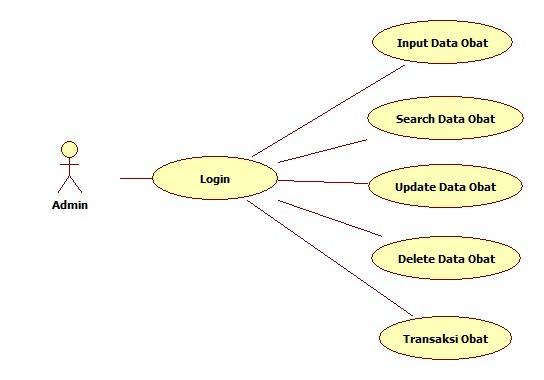 Input Data Obat
Search Data Obat
Login
Update Data Obat
Admin
Delete Data Obat
Transaksi Obat